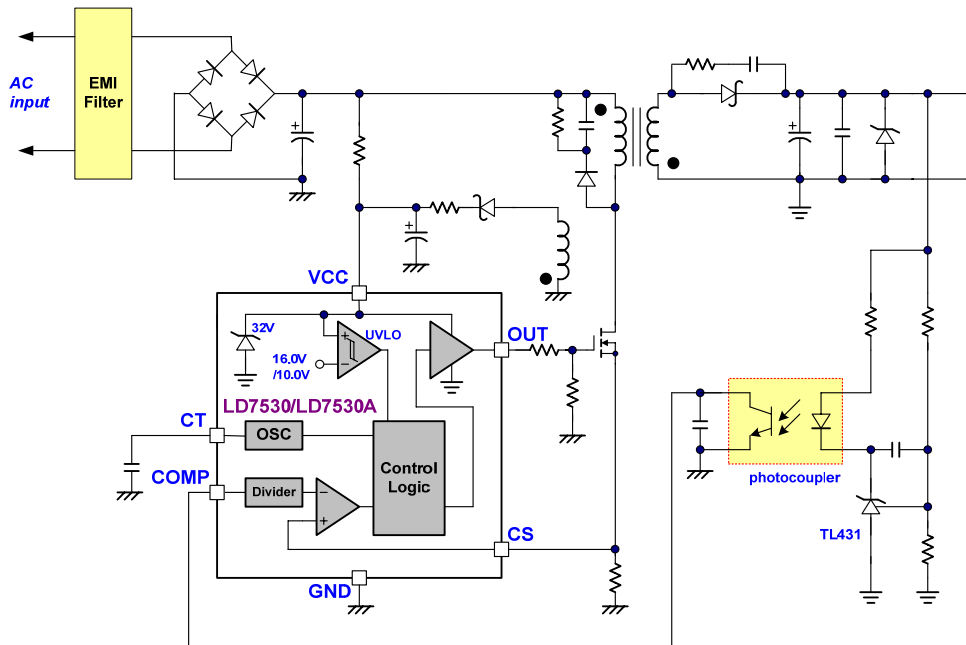 AC
input
EMI
Filter
+
+
+
VCC
32V
+
−
UVLO
16.0V
/10.0V
OUT
LD7530/LD7530A
CT
OSC
COMP
Divider
−
+
Control
Logic
CS
GND
photocoupler
TL431